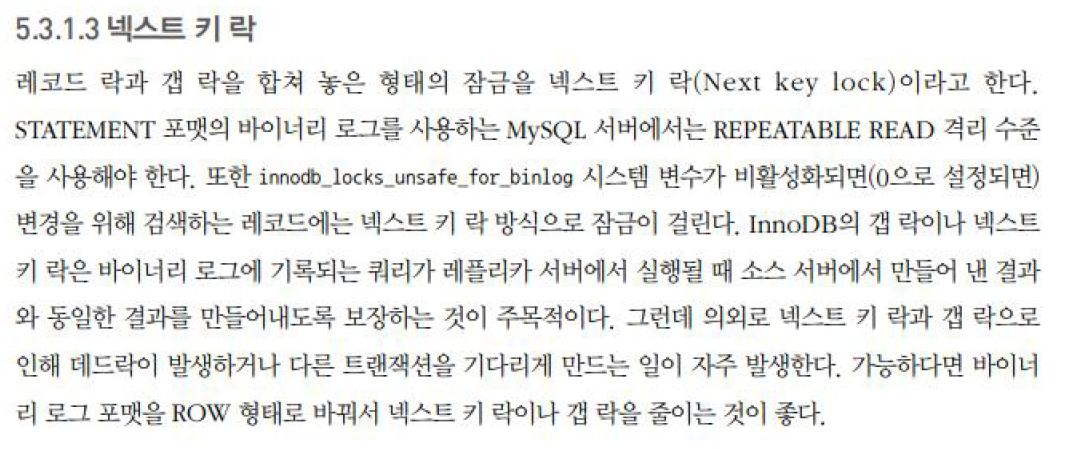 5.3.1.3 넥스트 키 락
레코드 락과 갭 락을 합쳐 놓은 형태의 잠금을 넥스트 키 락(Next key lock)이라고 한다.
STATEMENT 포맷의 바이너리 로그를 사용하는 MySQL 서버에서는 REPEATABLE READ 격리 수준
을 사용해야 한다. 또한 innodb_locks_unsafe_for_binlog 시스템 변수가 비활성화되면(0으로 설정되면)
변경을 위해 검색하는 레코드에는 넥스트 키 락 방식으로 잠금이 걸린다. InnoDB의 갭 락이나 넥스트
키 락은 바이너리 로그에 기록되는 쿼리가 레플리카 서버에서 실행될 때 소스 서버에서 만들어 낸 결과
와 동일한 결과를 만들어내도록 보장하는 것이 주목적이다. 그런데 의외로 넥스트 키 락과 갭 락으로
인해 데드락이 발생하거나 다른 트랜잭션을 기다리게 만드는 일이 자주 발생한다. 가능하다면 바이너
리 로그 포맷을 ROW 형태로 바꿔서 넥스트 키 락이나 갭 락을 줄이는 것이 좋다.